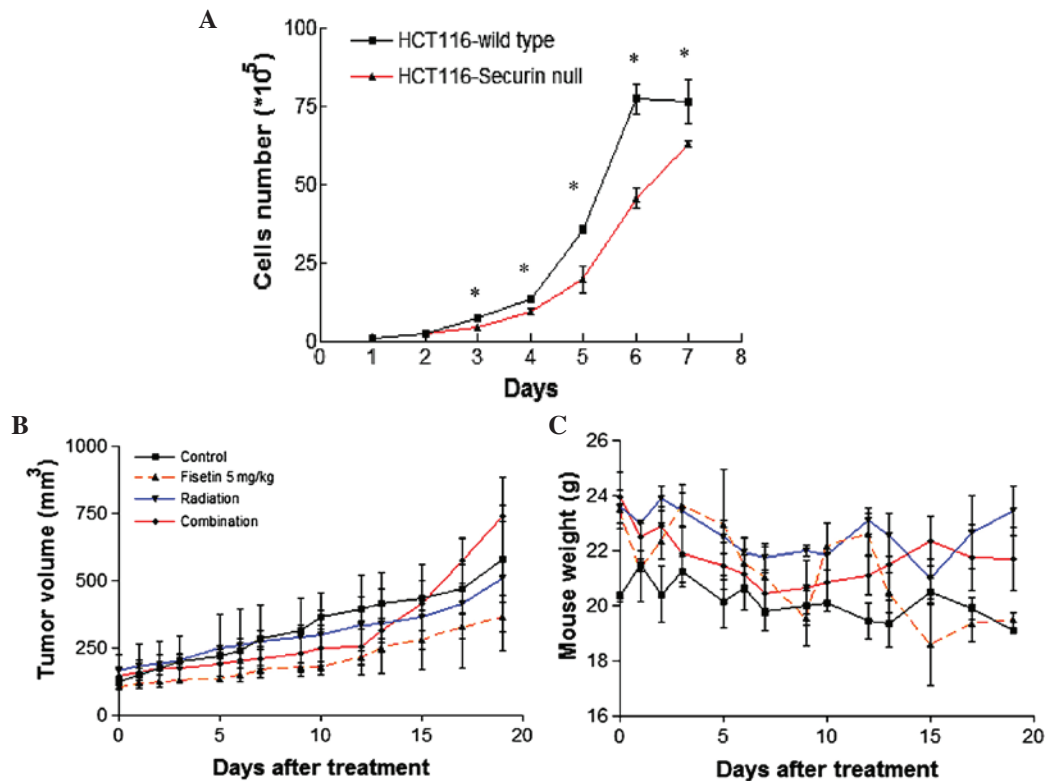 A
100
75
50
25
0
Cells number (*10⁵)
HCT116-wild type
HCT116-Securin null
* * * * *
0 1 2 3 4 5 6 7 8
Days
B
1000
750
500
250
0
Tumor volume (mm³)
Control
Fisetin 5 mg/kg
Radiation
Combination
0 5 10 15 20
Days after treatment
C
26
24
22
20
18
16
Mouse weight (g)
0 5 10 15 20
Days after treatment